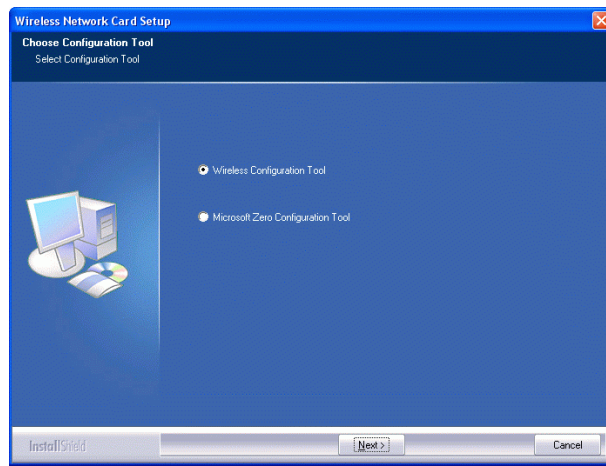 Wireless Network Card Setup
Choose Configuration Tool
Select Configuration Tool
Wireless Configuration Tool
Microsoft Zero Configuration Tool
InstallShield
Next >
Cancel